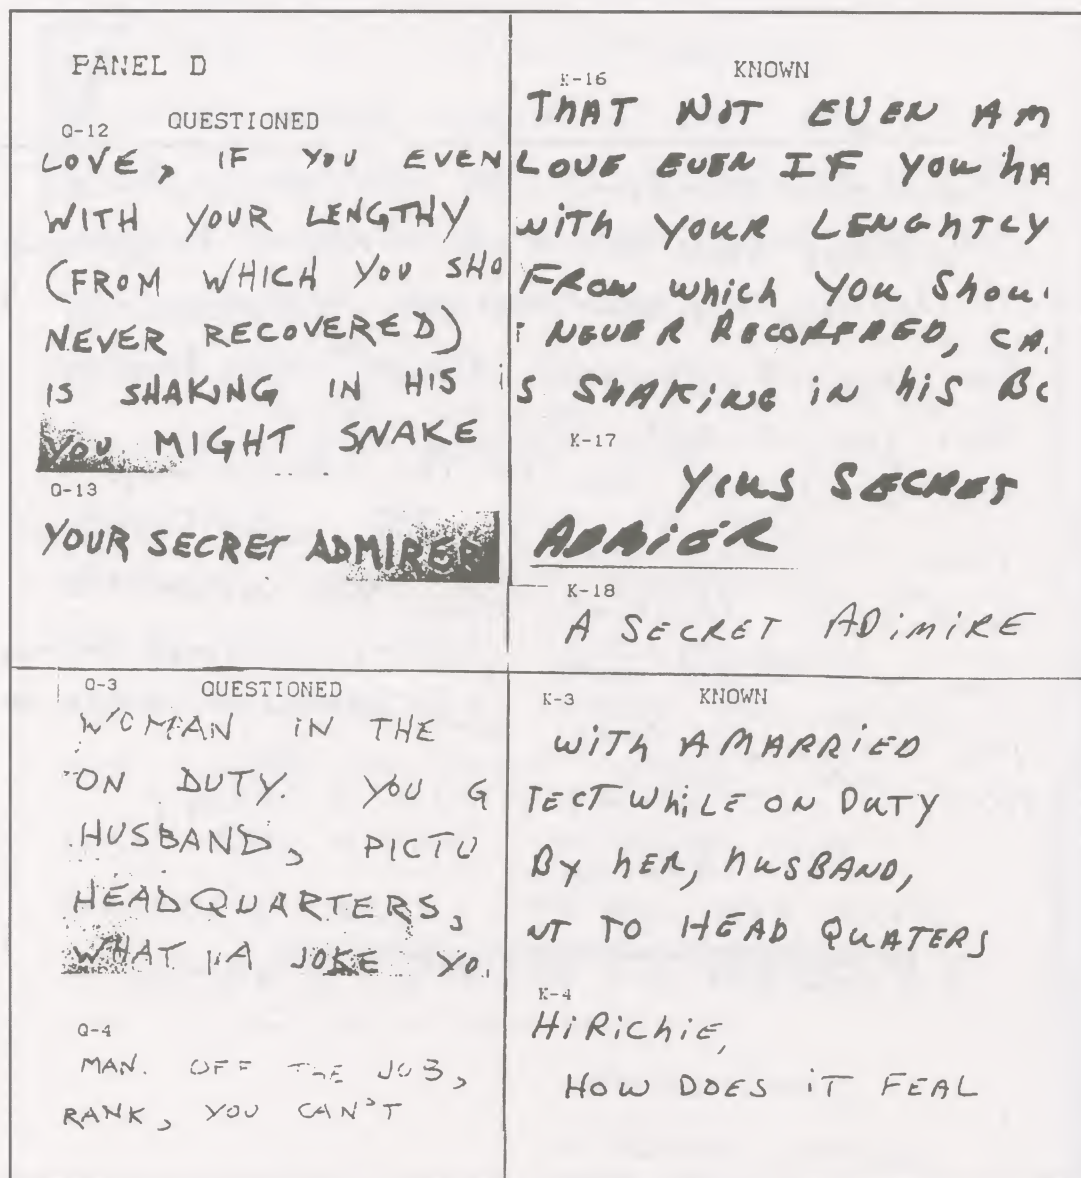 PANEL D
QUESTIONED
Q-12
LOVE, IF YOU EVEN
WITH YOUR LENGTHY
(FROM WHICH YOU SHO
NEVER RECOVERED)
IS SHAKING IN HIS
YOU MIGHT SNAKE
Q-13
YOUR SECRET ADMIRER
KNOWN
K-16
THAT NOT EVEN AM
LOVE EVEN IF YOU hA
WITh YOUR LENGhTLY
FROM which YOU Shou
NEVER RECORFRED, CA
S ShAKiNG iN hiS BO
K-17
YOUS SECRET
ADMiER
K-18
A SECRET ADimiRE
Q-3 QUESTIONED
WOMAN iN THE
ON DUTY. YOU G
HUSBAND, PICTU
HEADQUARTERS,
WHAT A JOKE YO
Q-4
MAN. OFF THE JOB,
RANK, YOU CAN'T
K-3 KNOWN
WiTh A MARRiED
TECT WhiLE ON DUTY
BY hER, hUSBAND,
NT TO HEAD QUATERS
K-4
Hi RiChiE,
HOW DOES iT FEAL